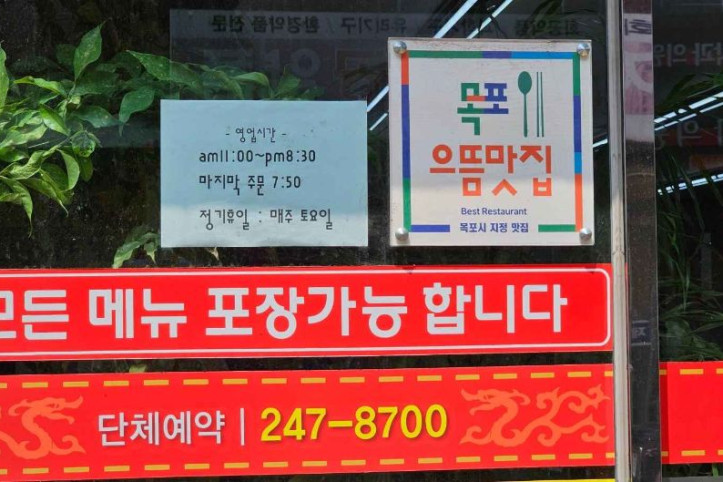 - 영업시간 -
am11:00~pm8:30
마지막 주문 7:50
정기휴일 : 매주 토요일
목포
으뜸맛집
Best Restaurant
목포시 지정 맛집
모든 메뉴 포장가능 합니다
단체예약 | 247-8700